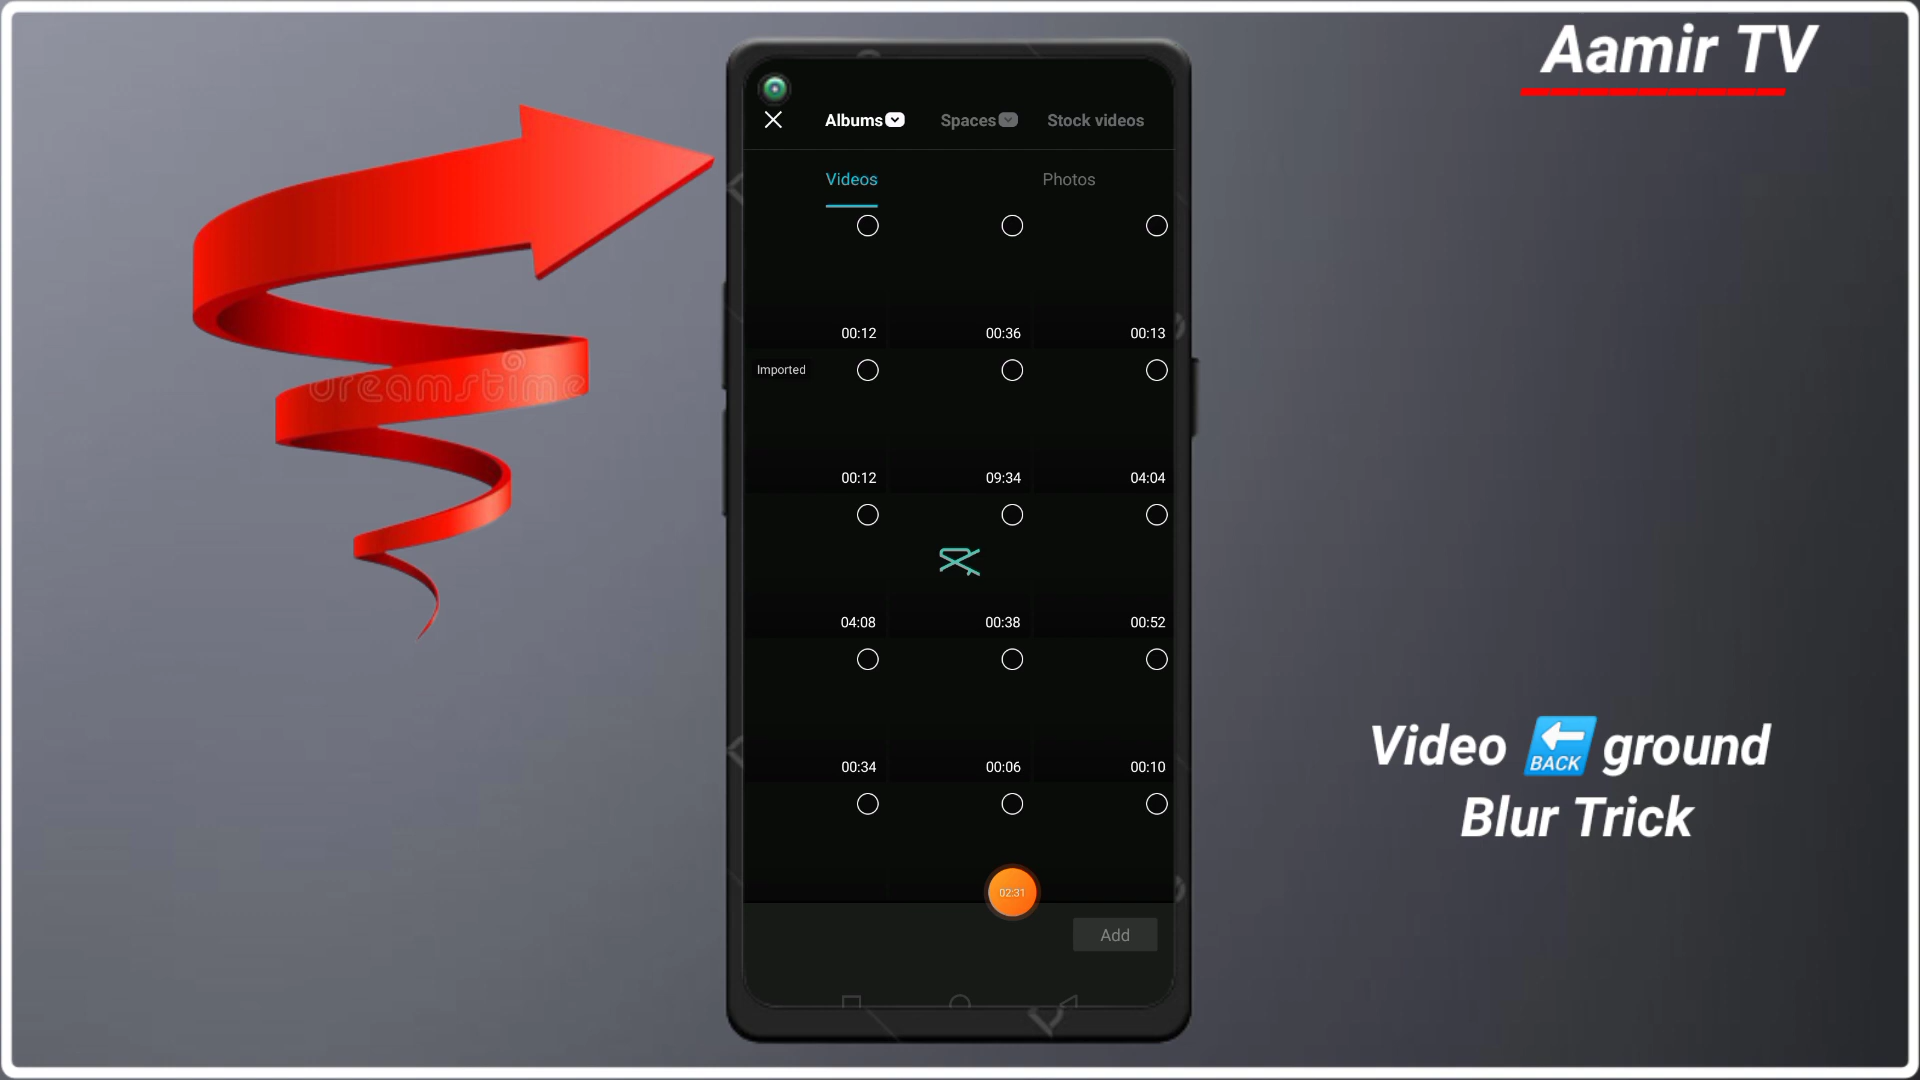 Aamir TV
Albums Spaces Stock videos
Videos Photos
00:12 00:36 00:13
Imported
00:12 09:34 04:04
dreamstime
04:08 00:38 00:52
00:34 00:06 00:10
Video 🔙 ground
BACK
Blur Trick
02:31
Add